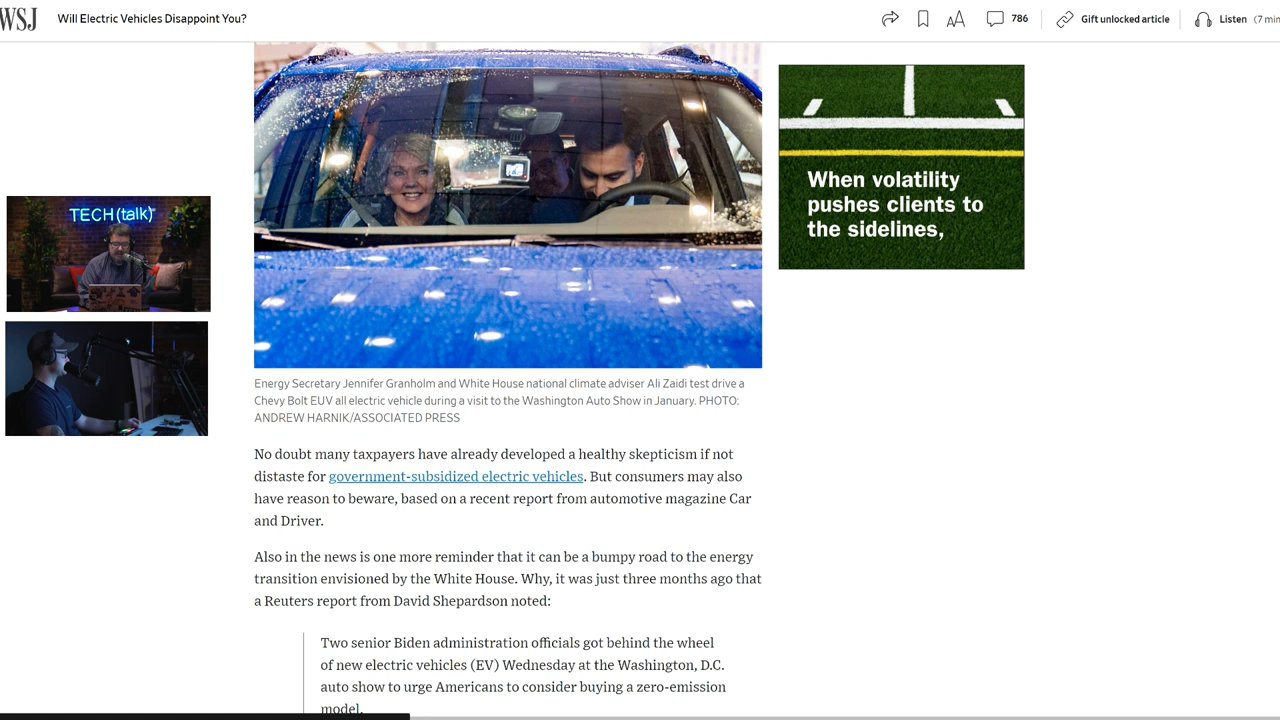 WSJ
Will Electric Vehicles Disappoint You?
786
Gift unlocked article
Listen (7 min
TECH(talk)
When volatility
pushes clients to
the sidelines,
Energy Secretary Jennifer Granholm and White House national climate adviser Ali Zaidi test drive a
Chevy Bolt EUV all electric vehicle during a visit to the Washington Auto Show in January. PHOTO:
ANDREW HARNIK/ASSOCIATED PRESS
No doubt many taxpayers have already developed a healthy skepticism if not
distaste for government-subsidized electric vehicles. But consumers may also
have reason to beware, based on a recent report from automotive magazine Car
and Driver.
Also in the news is one more reminder that it can be a bumpy road to the energy
transition envisioned by the White House. Why, it was just three months ago that
a Reuters report from David Shepardson noted:
Two senior Biden administration officials got behind the wheel
of new electric vehicles (EV) Wednesday at the Washington, D.C.
auto show to urge Americans to consider buying a zero-emission
model.